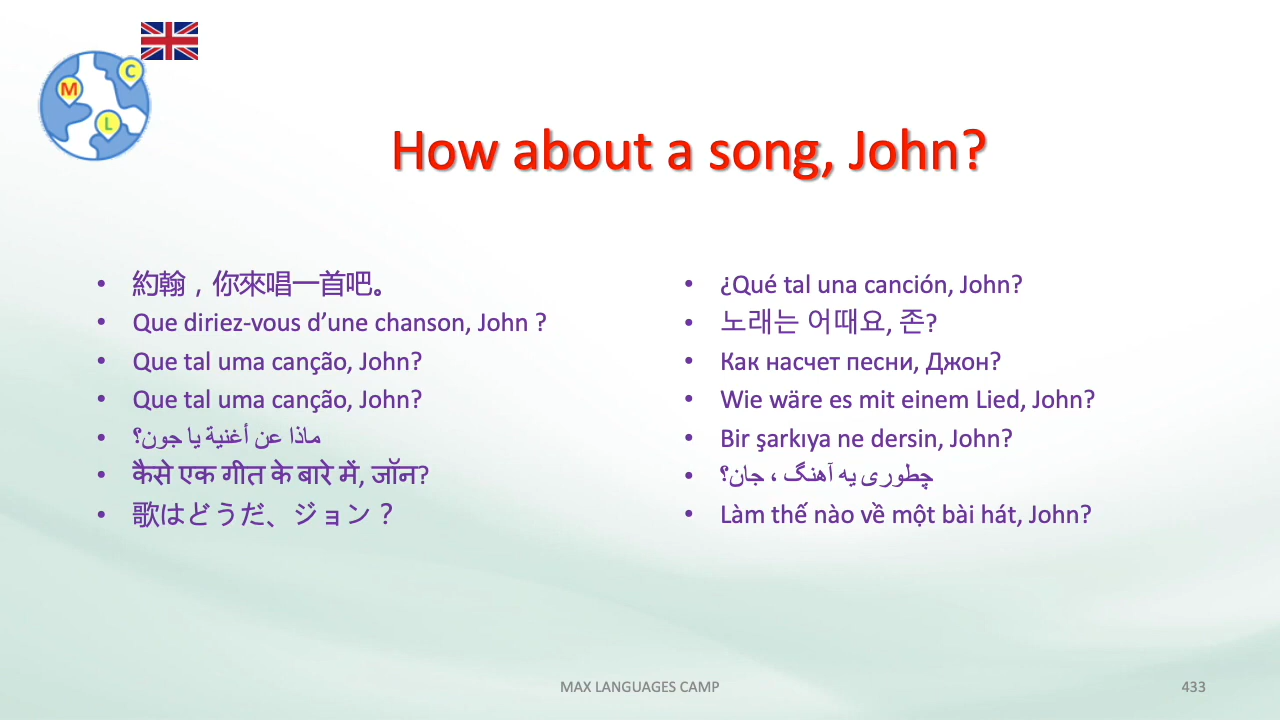 C
M
L
How about a song, John?
• 約翰，你來唱一首吧。
• Que diriez-vous d’une chanson, John ?
• Que tal uma canção, John?
• Que tal uma canção, John?
• ماذا عن أغنية يا جون؟
• कैसे एक गीत के बारे में, जॉन?
• 歌はどうだ、ジョン？
• ¿Qué tal una canción, John?
• 노래는 어때요, 존?
• Как насчет песни, Джон?
• Wie wäre es mit einem Lied, John?
• Bir şarkıya ne dersin, John?
• چطوری یه آهنگ ، جان؟
• Làm thế nào về một bài hát, John?
MAX LANGUAGES CAMP
433